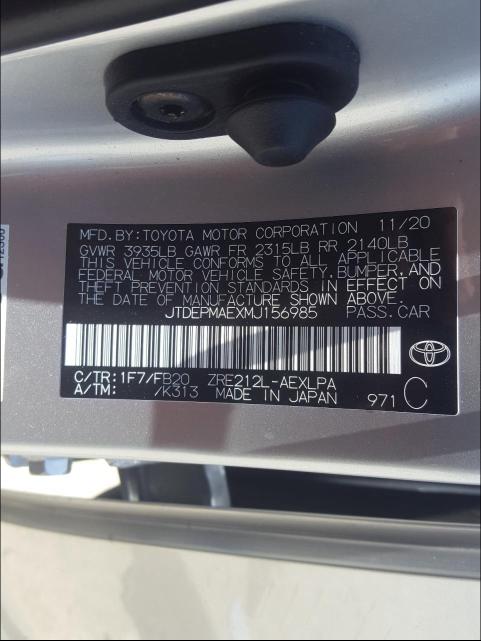 MFD.BY:TOYOTA MOTOR CORPORATION 11/20
GVWR 3935LB GAWR FR 2315LB RR 2140LB
THIS VEHICLE CONFORMS TO ALL APPLICABLE
FEDERAL MOTOR VEHICLE SAFETY, BUMPER, AND
THEFT PREVENTION STANDARDS IN EFFECT ON
THE DATE OF MANUFACTURE SHOWN ABOVE.
JTDEPMAEXMJ156985 PASS.CAR
C/TR:1F7/FB20 ZRE212L-AEXLPA
A/TM: /K313 MADE IN JAPAN 971 C